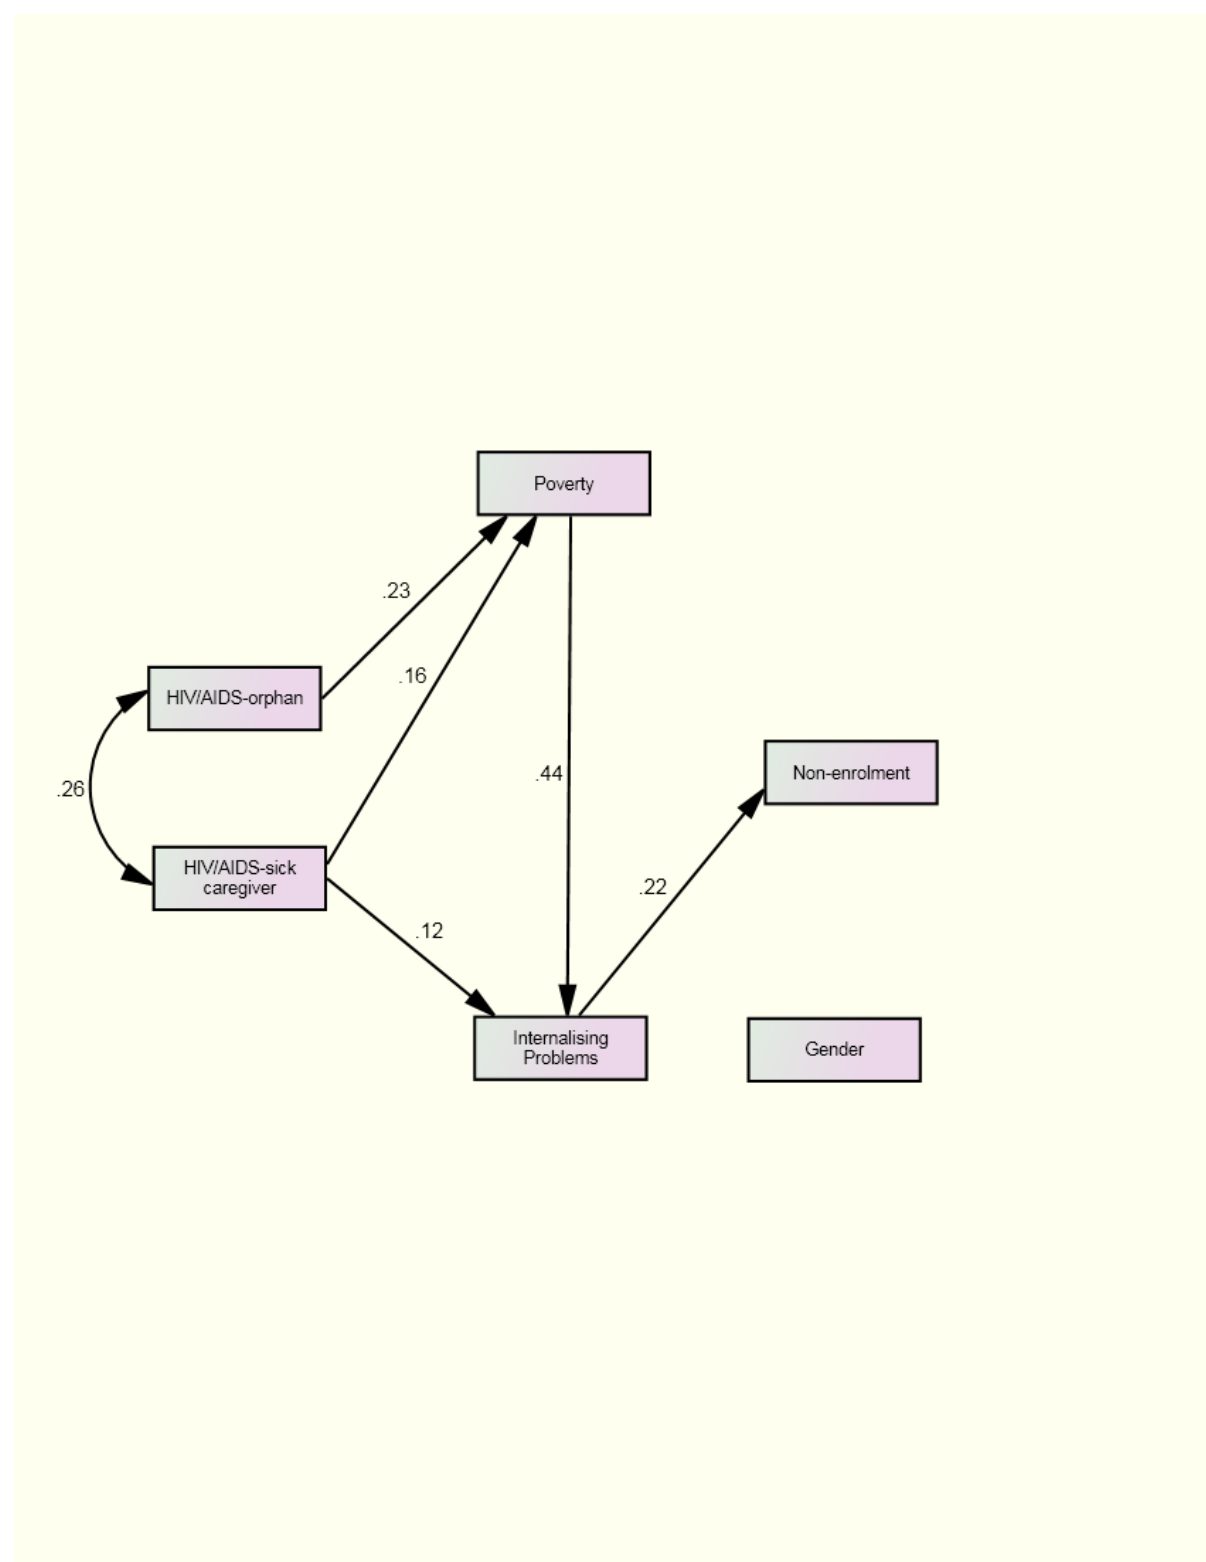 Poverty
.23
.16
HIV/AIDS-orphan
.44
Non-enrolment
.26
HIV/AIDS-sick
caregiver
.22
.12
Internalising
Problems
Gender